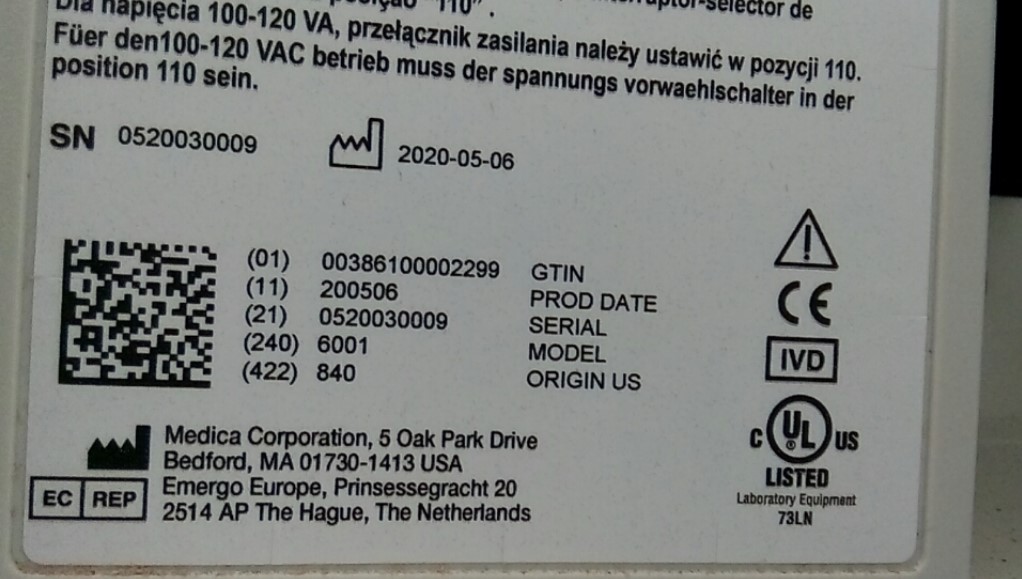 "110".
selector de
Dla napięcia 100-120 VA, przełącznik zasilania należy ustawić w pozycji 110.
Füer den100-120 VAC betrieb muss der spannungs vorwaehlschalter in der
position 110 sein.
SN 0520030009 2020-05-06
(01) 00386100002299 GTIN
(11) 200506 PROD DATE
(21) 0520030009 SERIAL
(240) 6001 MODEL
(422) 840 ORIGIN US
CE
IVD
Medica Corporation, 5 Oak Park Drive
Bedford, MA 01730-1413 USA
EC REP Emergo Europe, Prinsessegracht 20
2514 AP The Hague, The Netherlands
C UL ® US
LISTED
Laboratory Equipment
73LN